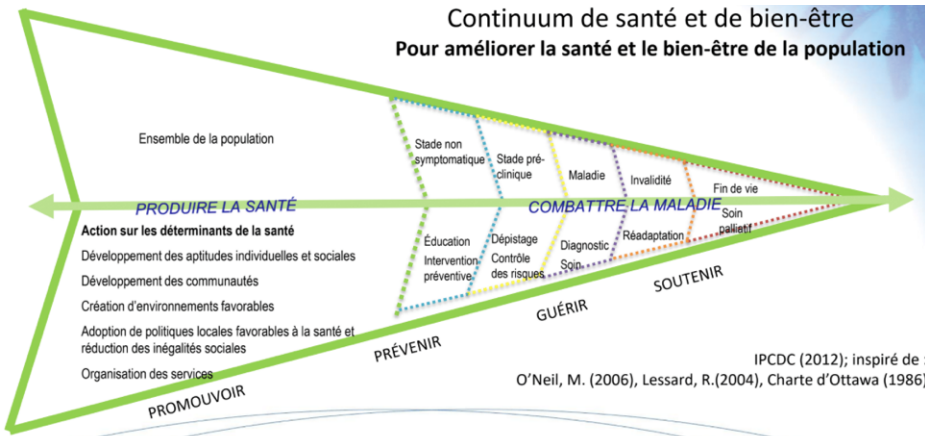 Continuum de santé et de bien-être
Pour améliorer la santé et le bien-être de la population
Ensemble de la population
Stade non
symptomatique
Stade pré-
clinique
Maladie
Invalidité
Fin de vie
PRODUIRE LA SANTÉ
COMBATTRE LA MALADIE
Action sur les déterminants de la santé
Développement des aptitudes individuelles et sociales
Développement des communautés
Création d'environnements favorables
Adoption de politiques locales favorables à la santé et
réduction des inégalités sociales
Organisation des services
Éducation
Intervention
préventive
Dépistage
Contrôle
des risques
Diagnostic
Soin
Réadaptation
Soin
palliatif
PROMOUVOIR
PRÉVENIR
GUÉRIR
SOUTENIR
IPCDC (2012); inspiré de :
O'Neil, M. (2006), Lessard, R.(2004), Charte d'Ottawa (1986)